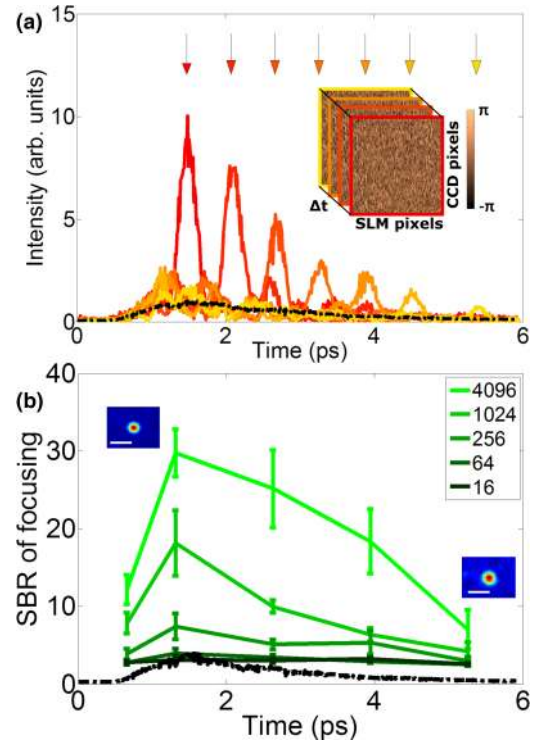 (a)
15
10
5
0
Intensity (arb. units)
π
-π
CCD pixels
SLM pixels
Δt
0 2 4 6
Time (ps)
(b)
40
30
20
10
0
SBR of focusing
4096
1024
256
64
16
0 2 4 6
Time (ps)